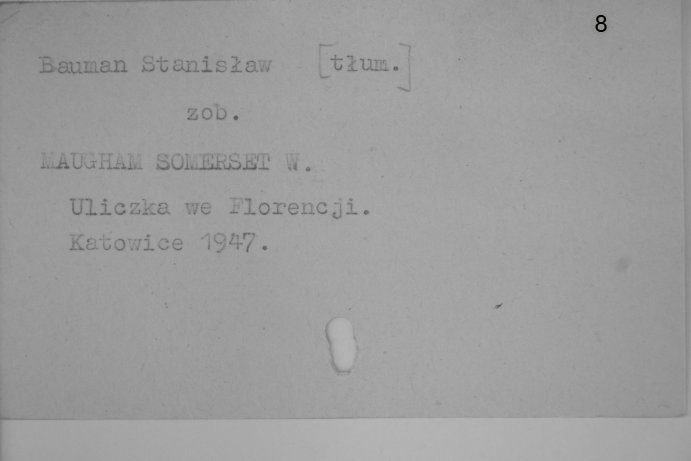 8
Bauman Stanisław [tłum.]
zob.
MAUGHAM SOMERSET W.
Uliczka we Florencji.
Katowice 1947.